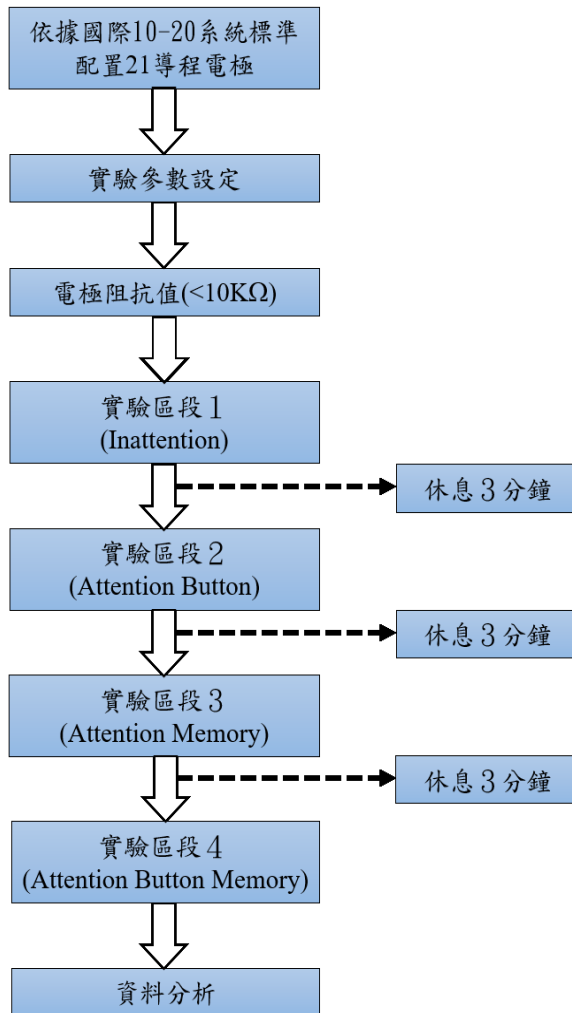 依據國際10-20系統標準
配置21導程電極
實驗參數設定
電極阻抗值(<10KΩ)
實驗區段1
(Inattention)
休息3分鐘
實驗區段2
(Attention Button)
休息3分鐘
實驗區段3
(Attention Memory)
休息3分鐘
實驗區段4
(Attention Button Memory)
資料分析